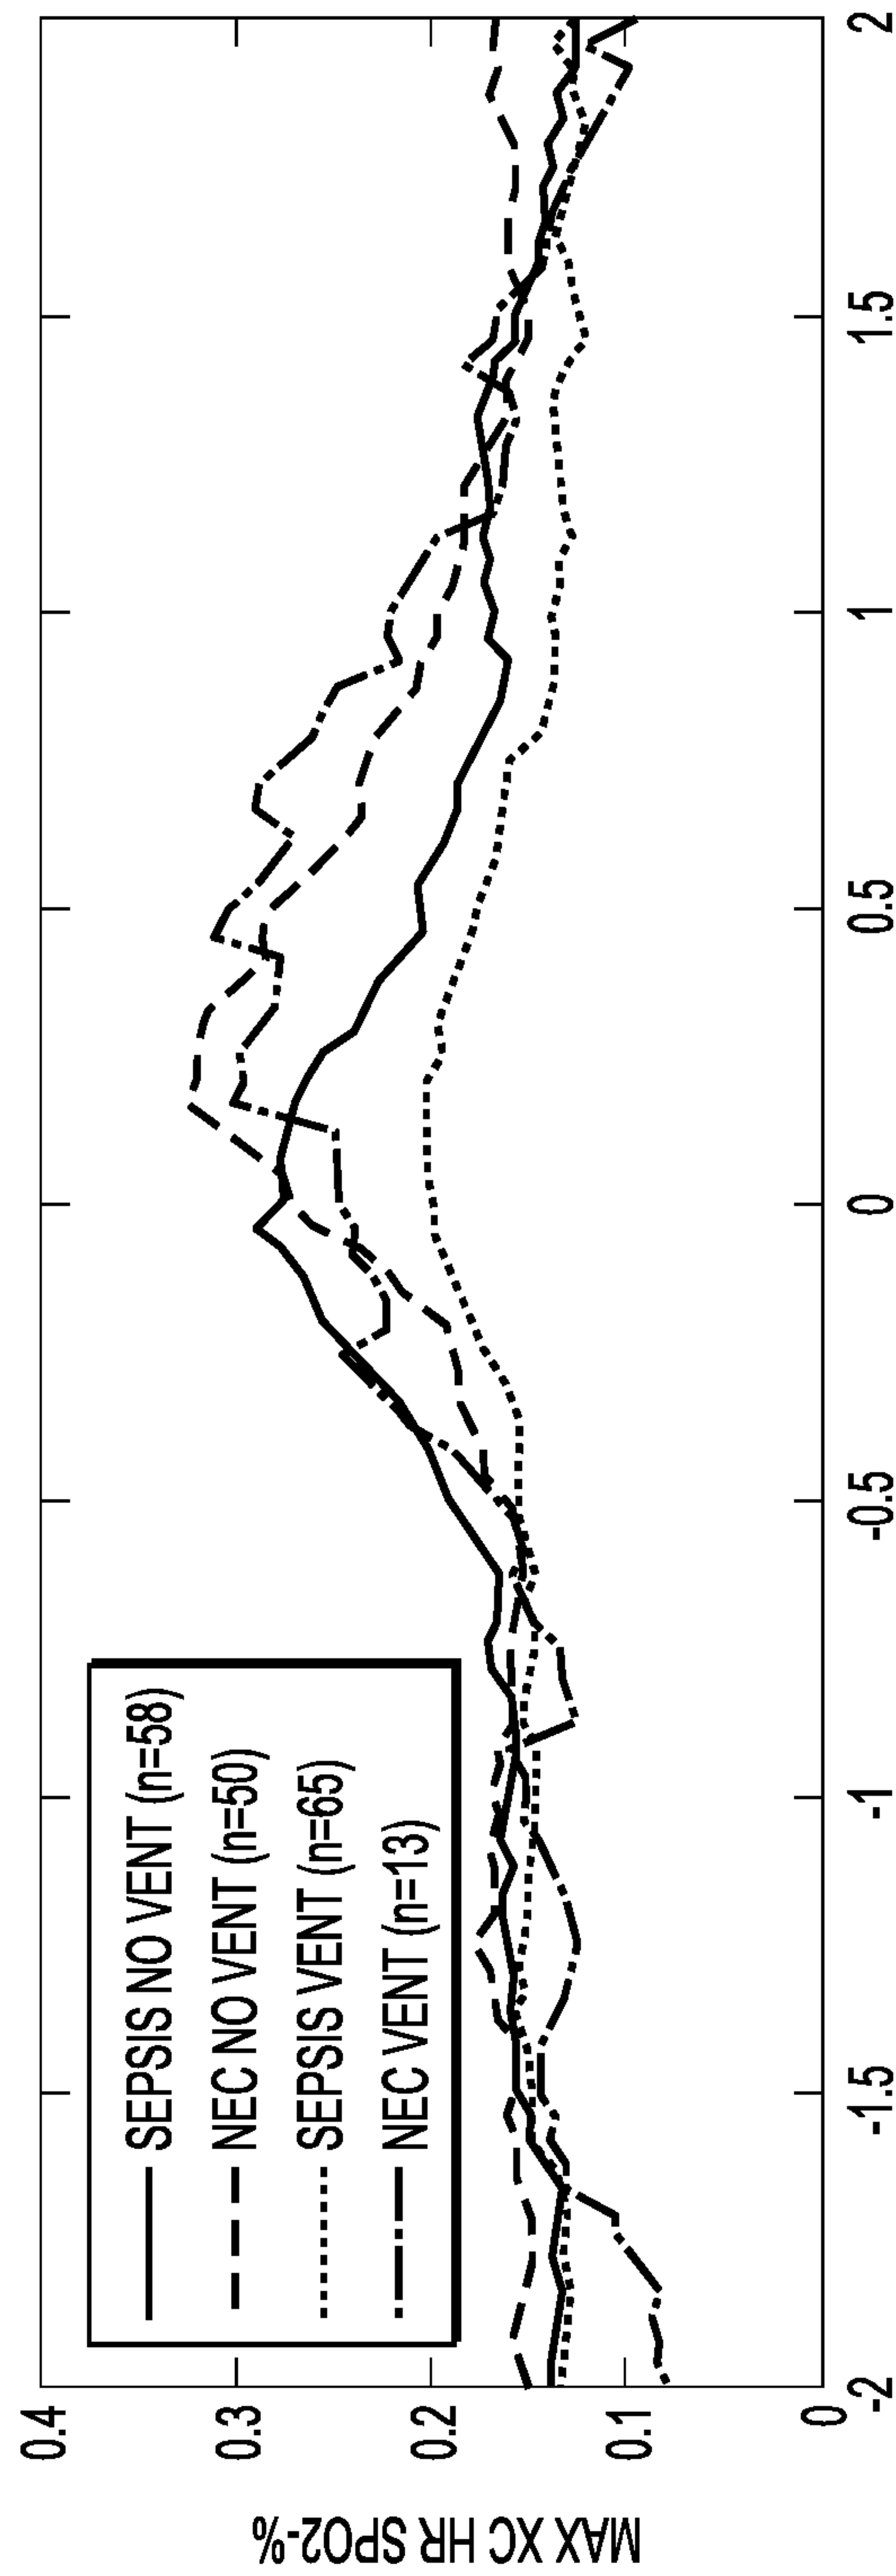 MAX XC HR SPO2-%
0.4
0.3
0.2
0.1
0
SEPSIS NO VENT (n=58)
NEC NO VENT (n=50)
SEPSIS VENT (n=65)
NEC VENT (n=13)
-2
-1.5
-1
-0.5
0
0.5
1
1.5
2